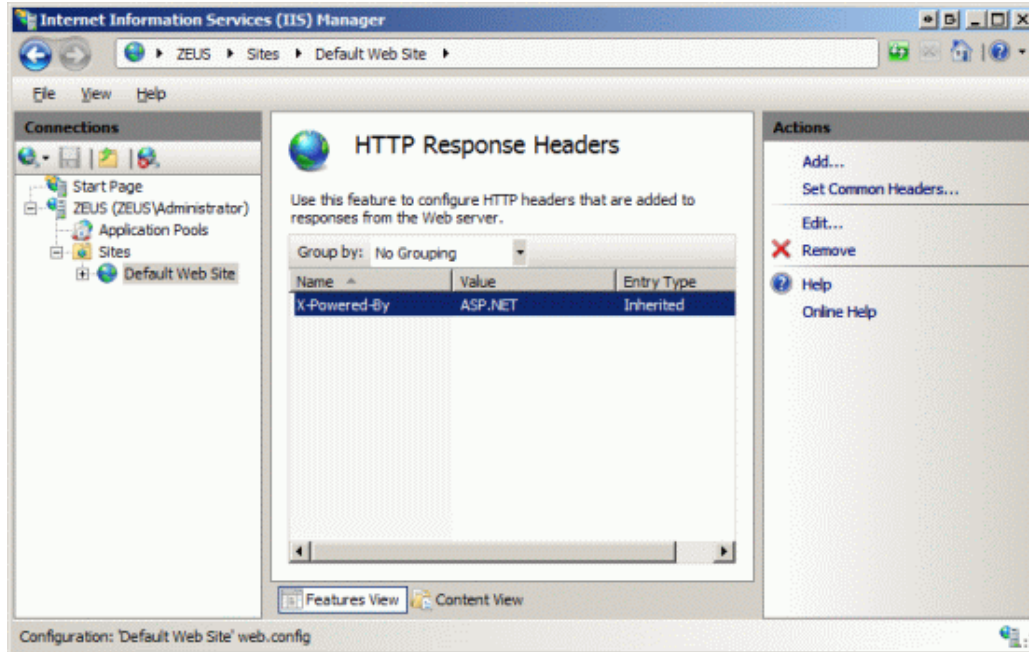 Internet Information Services (IIS) Manager
ZEUS Sites Default Web Site
File View Help
Connections
Start Page
ZEUS (ZEUS\Administrator)
Application Pools
Sites
Default Web Site
HTTP Response Headers
Use this feature to configure HTTP headers that are added to
responses from the Web server.
Group by: No Grouping
Name Value Entry Type
X-Powered-By ASP.NET Inherited
Features View Content View
Actions
Add...
Set Common Headers...
Edit...
Remove
Help
Online Help
Configuration: 'Default Web Site' web.config